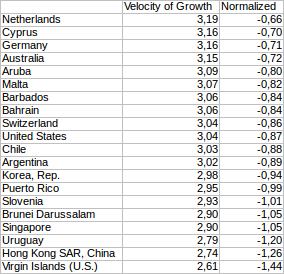 Velocity of Growth Normalized
Netherlands 3,19 -0,66
Cyprus 3,16 -0,70
Germany 3,16 -0,71
Australia 3,15 -0,72
Aruba 3,09 -0,80
Malta 3,07 -0,82
Barbados 3,06 -0,84
Bahrain 3,06 -0,84
Switzerland 3,04 -0,86
United States 3,04 -0,87
Chile 3,03 -0,88
Argentina 3,02 -0,89
Korea, Rep. 2,98 -0,94
Puerto Rico 2,95 -0,99
Slovenia 2,93 -1,01
Brunei Darussalam 2,90 -1,05
Singapore 2,90 -1,05
Uruguay 2,79 -1,20
Hong Kong SAR, China 2,74 -1,26
Virgin Islands (U.S.) 2,61 -1,44